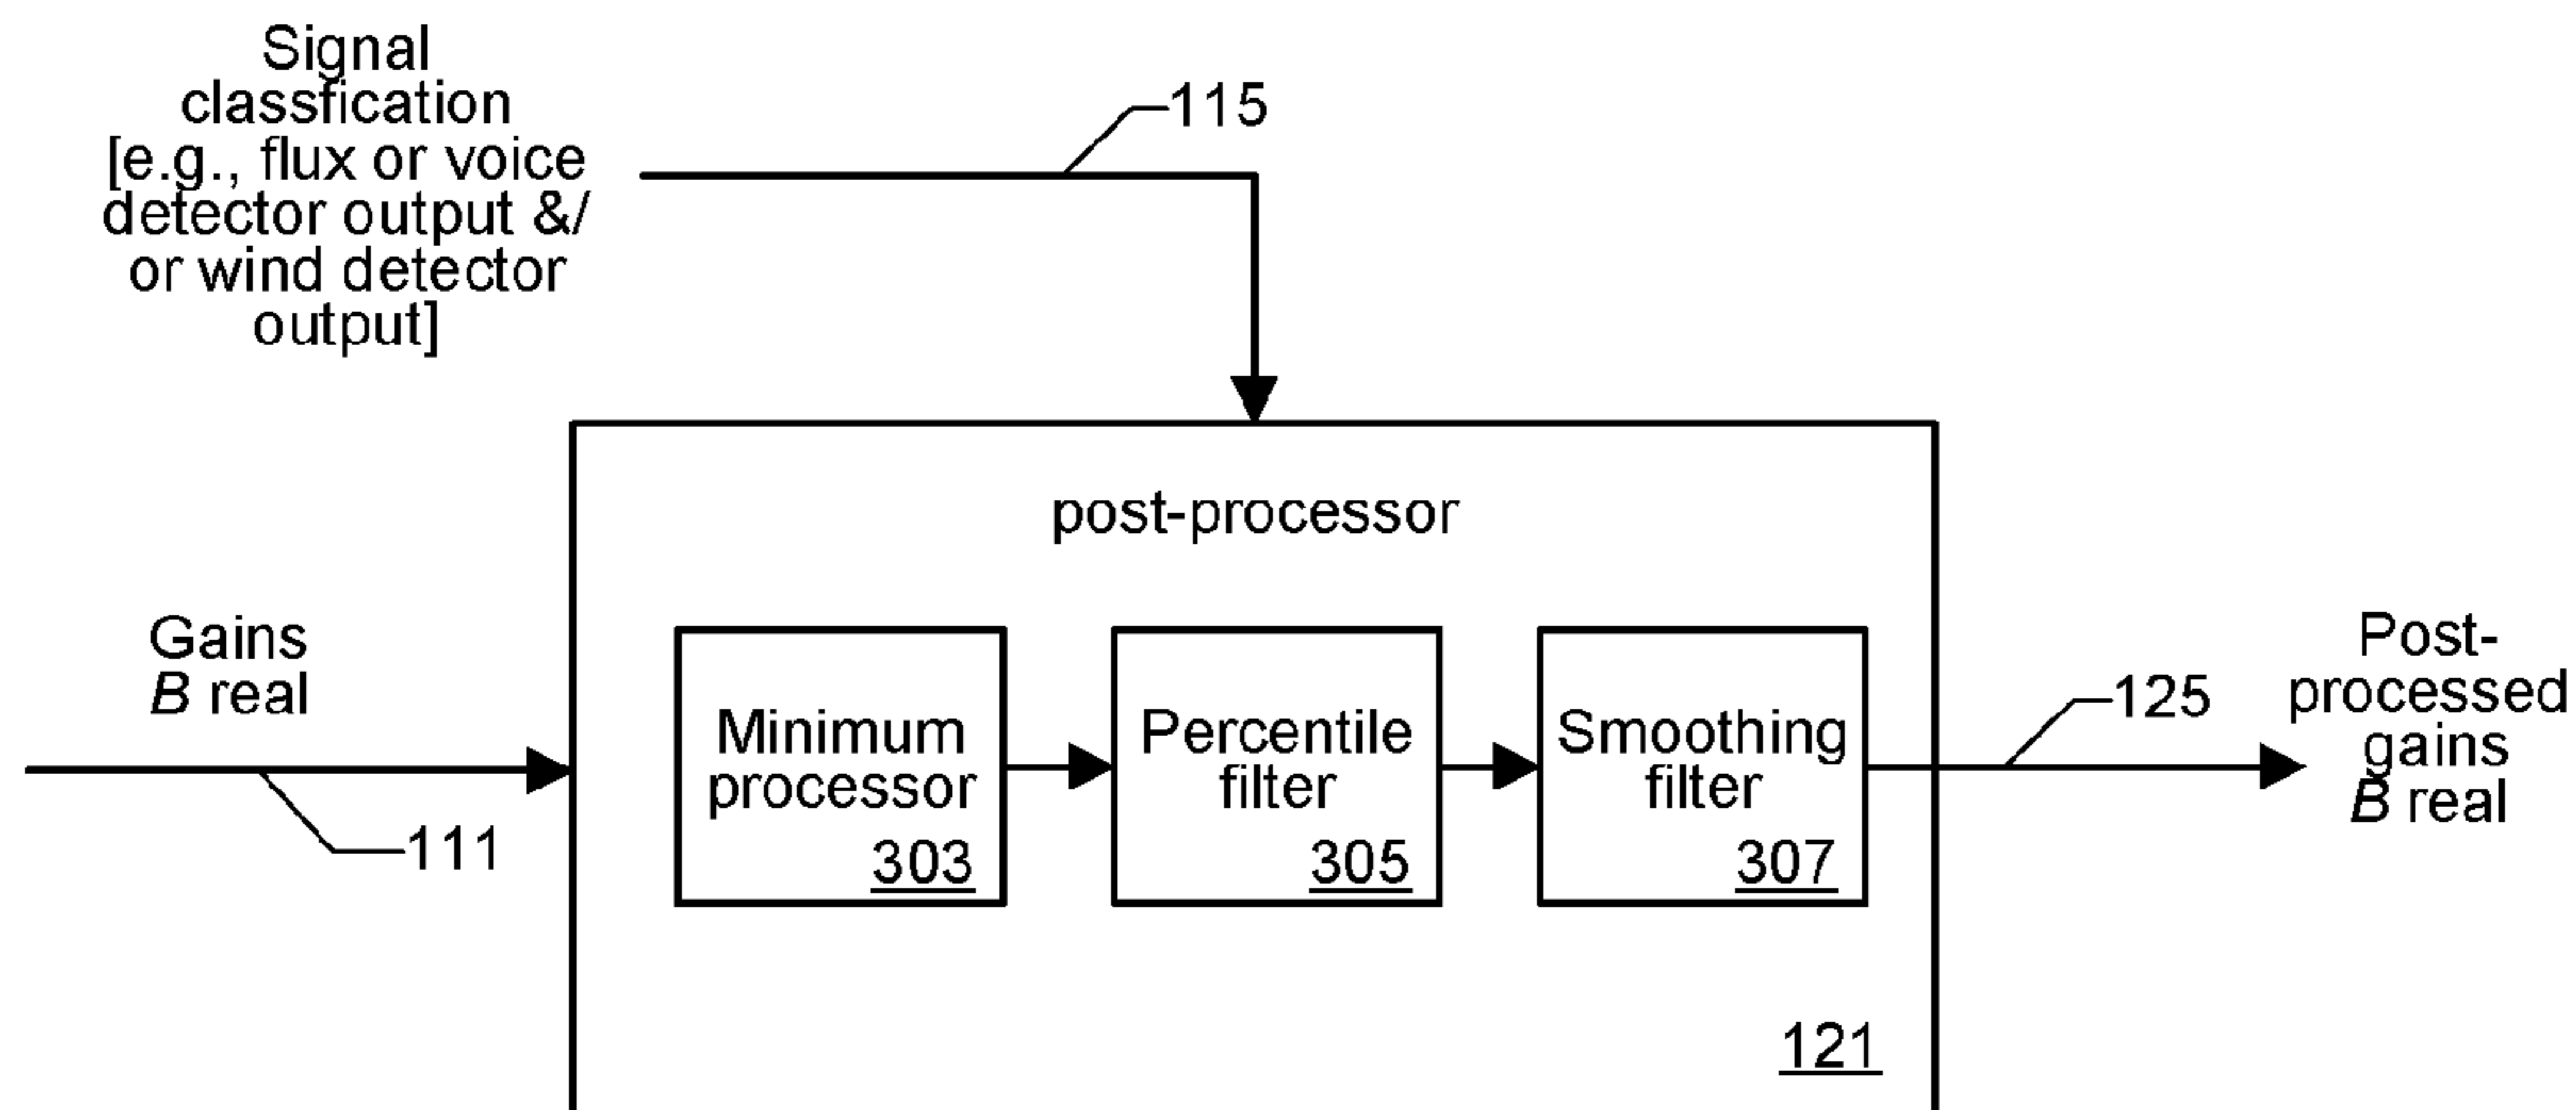 Signal
classfication
[e.g., flux or voice
detector output &/
or wind detector
output]
115
post-processor
Gains
B real
111
Minimum
processor
303
Percentile
filter
305
Smoothing
filter
307
125
Post-
processed
gains
B real
121